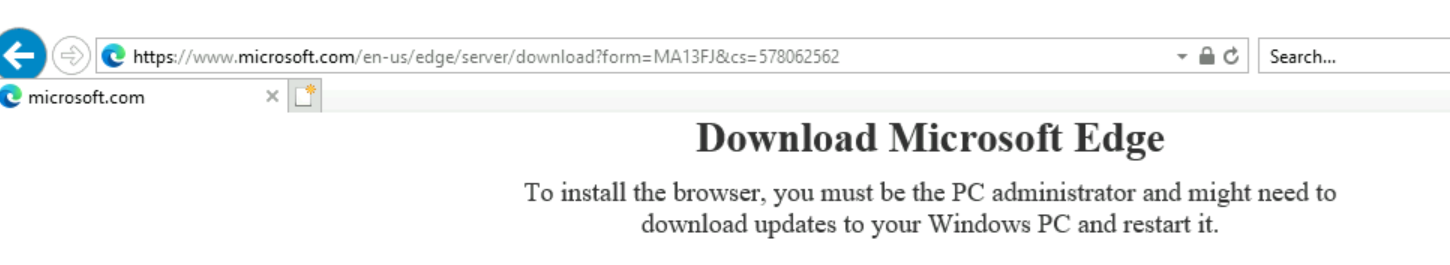 https://www.microsoft.com/en-us/edge/server/download?form=MA13FJ&cs=578062562 Search...
microsoft.com
Download Microsoft Edge
To install the browser, you must be the PC administrator and might need to
download updates to your Windows PC and restart it.